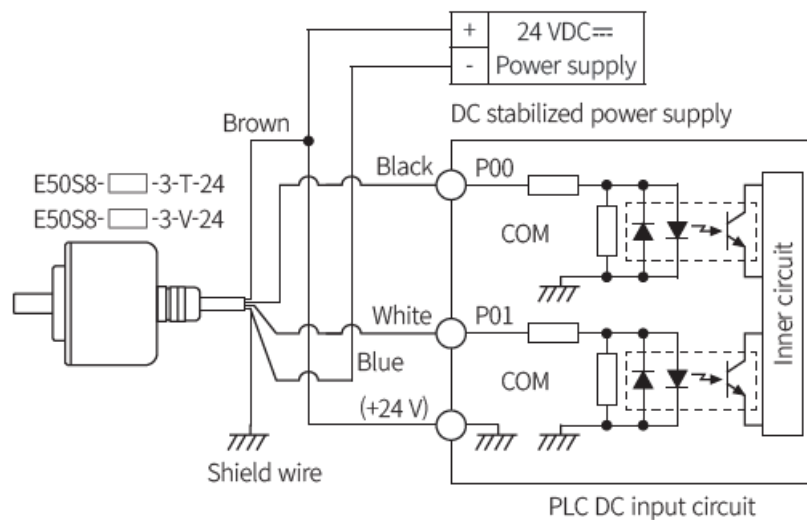 + 24 VDC⎓
- Power supply
DC stabilized power supply
Brown
Black P00
E50S8-□-3-T-24
E50S8-□-3-V-24
COM
Inner circuit
White P01
Blue
COM
(+24 V)
Shield wire
PLC DC input circuit